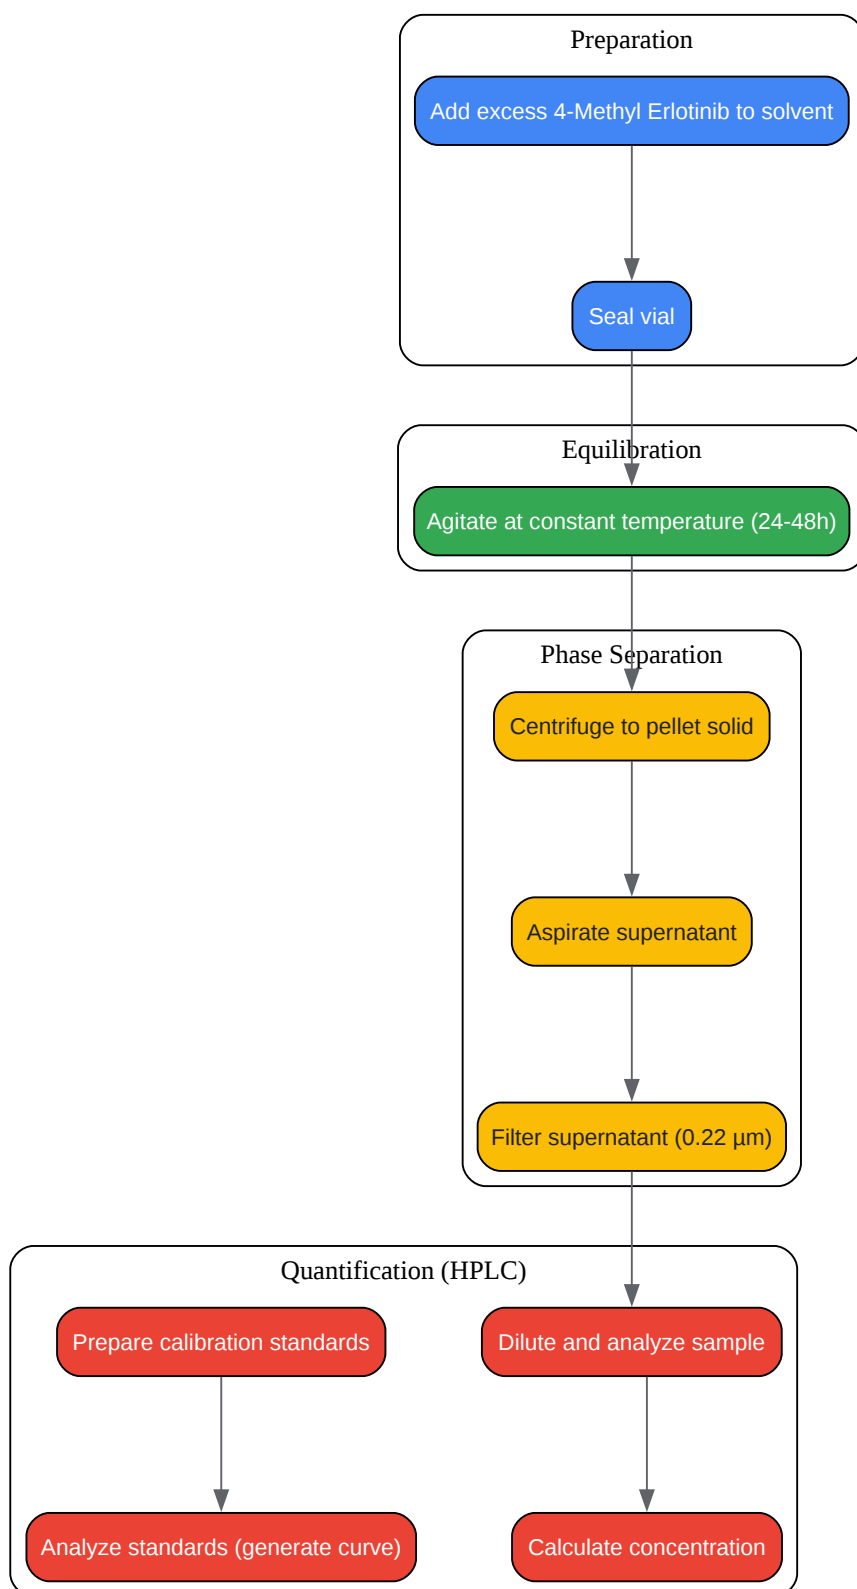 Preparation
Add excess 4-Methyl Erlotinib to solvent
Seal vial
Equilibration
Agitate at constant temperature (24-48h)
Phase Separation
Centrifuge to pellet solid
Aspirate supernatant
Filter supernatant (0.22 µm)
Quantification (HPLC)
Prepare calibration standards
Dilute and analyze sample
Analyze standards (generate curve)
Calculate concentration